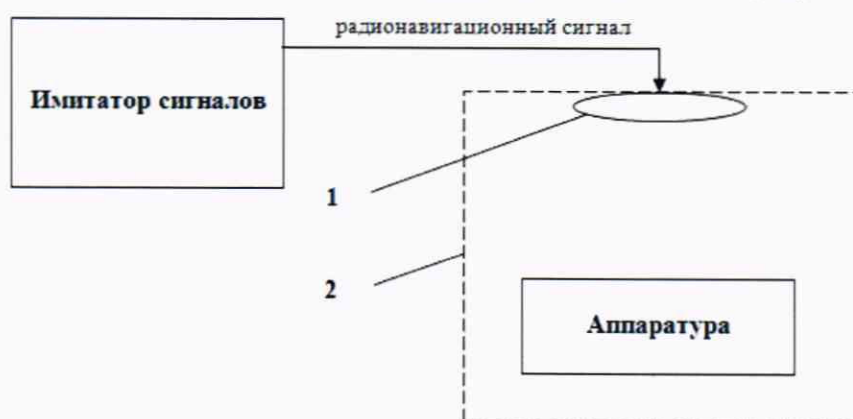 радионавигационный сигнал
Имитатор сигналов
1
2
Аппаратура